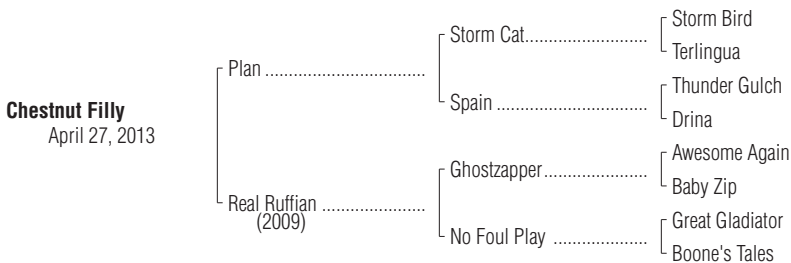 Storm Bird
Storm Cat..............................
Terlingua
Plan ........................................
Thunder Gulch
Spain ....................................
Drina
Chestnut Filly
April 27, 2013
Awesome Again
Ghostzapper.........................
Baby Zip
Real Ruffian .........................
(2009)
Great Gladiator
No Foul Play .......................
Boone's Tales